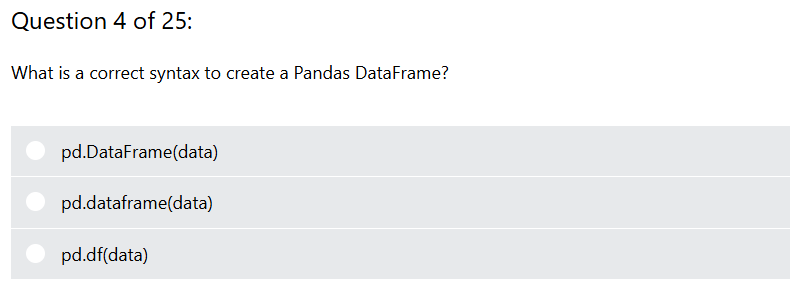 Question 4 of 25:
What is a correct syntax to create a Pandas DataFrame?
pd.DataFrame(data)
pd.dataframe(data)
pd.df(data)